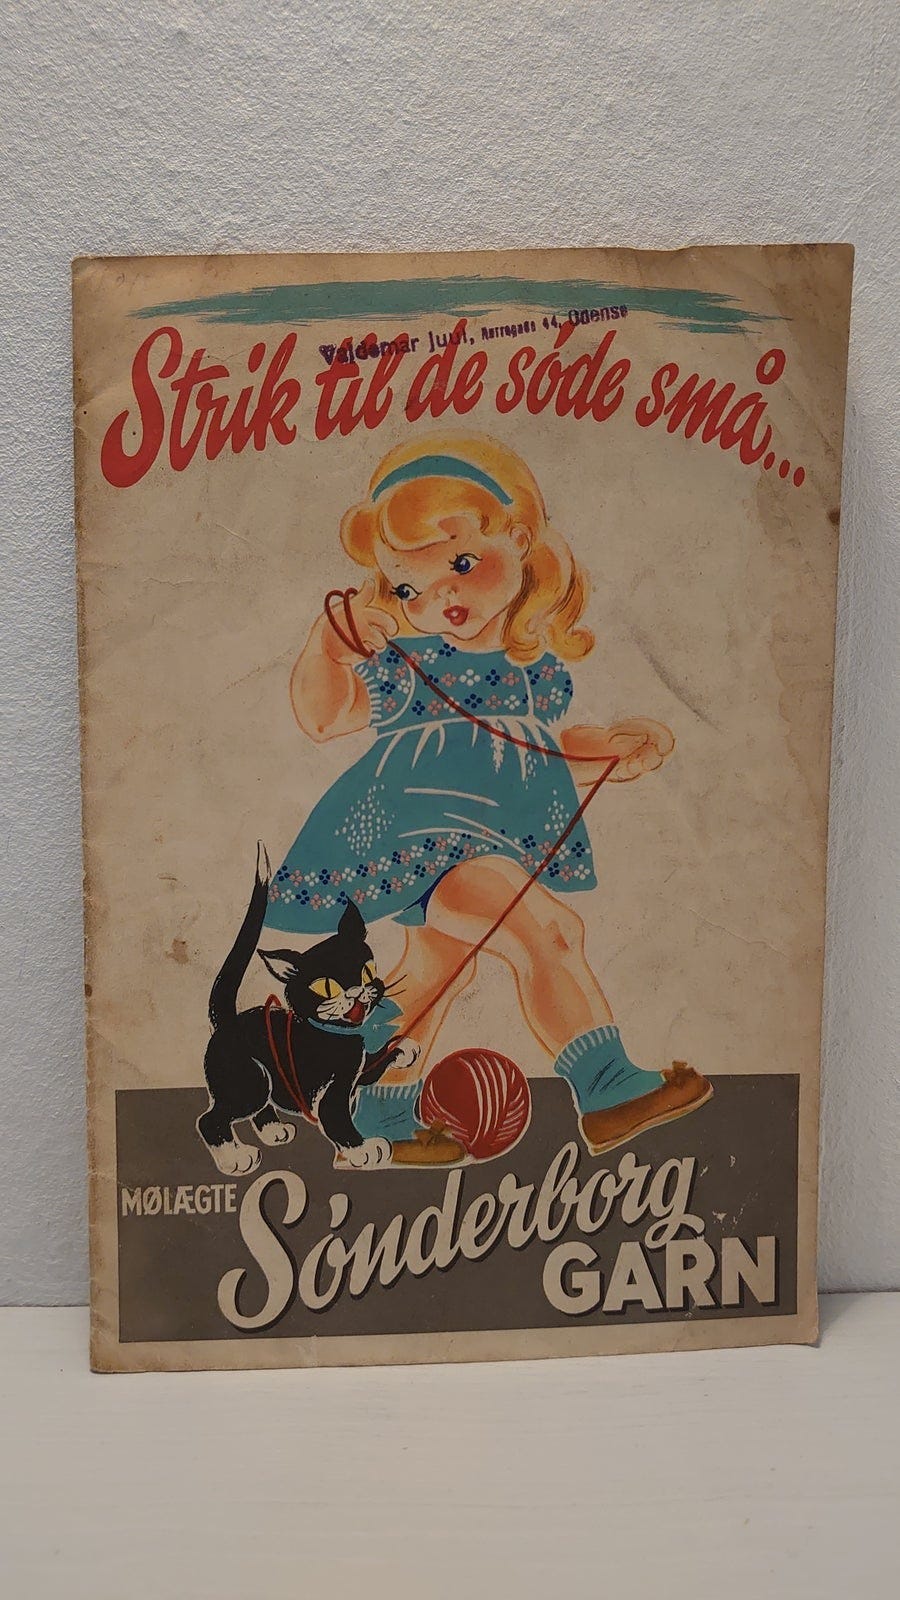 Valdemar Juul, Nørregade 44, Odense
Strik til de søde små...
MØLÆGTE
Sønderborg
GARN